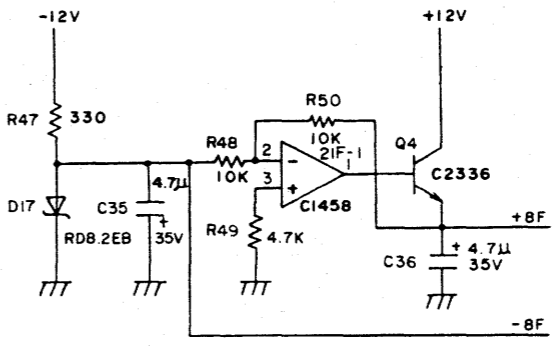 -12V
+12V
R47
330
R50
10K
R48
10K
21F-1
2
-
3
+
1
C1458
Q4
C2336
4.7μ
C35
+
35V
D17
RD8.2EB
R49
4.7K
+8F
C36
+ 4.7μ
35V
-8F